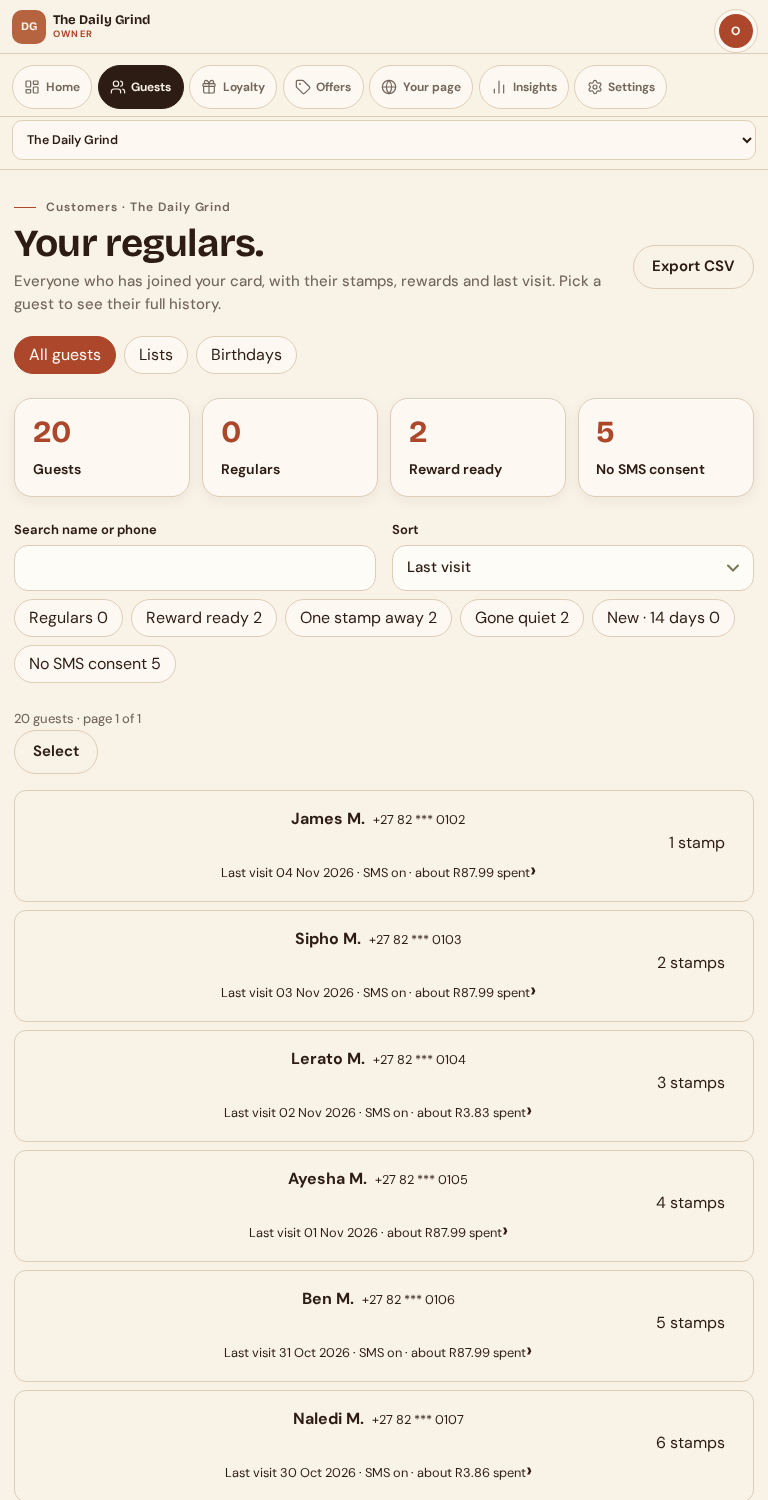 DG
The Daily Grind
OWNER
O
Home
Guests
Loyalty
Offers
Your page
Insights
Settings
The Daily Grind
Customers · The Daily Grind
Your regulars.
Everyone who has joined your card, with their stamps, rewards and last visit. Pick a
guest to see their full history.
Export CSV
All guests
Lists
Birthdays
20
Guests
0
Regulars
2
Reward ready
5
No SMS consent
Search name or phone
Sort
Last visit
Regulars 0
Reward ready 2
One stamp away 2
Gone quiet 2
New · 14 days 0
No SMS consent 5
20 guests · page 1 of 1
Select
James M. +27 82 *** 0102
1 stamp
Last visit 04 Nov 2026 · SMS on · about R87.99 spent›
Sipho M. +27 82 *** 0103
2 stamps
Last visit 03 Nov 2026 · SMS on · about R87.99 spent›
Lerato M. +27 82 *** 0104
3 stamps
Last visit 02 Nov 2026 · SMS on · about R3.83 spent›
Ayesha M. +27 82 *** 0105
4 stamps
Last visit 01 Nov 2026 · about R87.99 spent›
Ben M. +27 82 *** 0106
5 stamps
Last visit 31 Oct 2026 · SMS on · about R87.99 spent›
Naledi M. +27 82 *** 0107
6 stamps
Last visit 30 Oct 2026 · SMS on · about R3.86 spent›